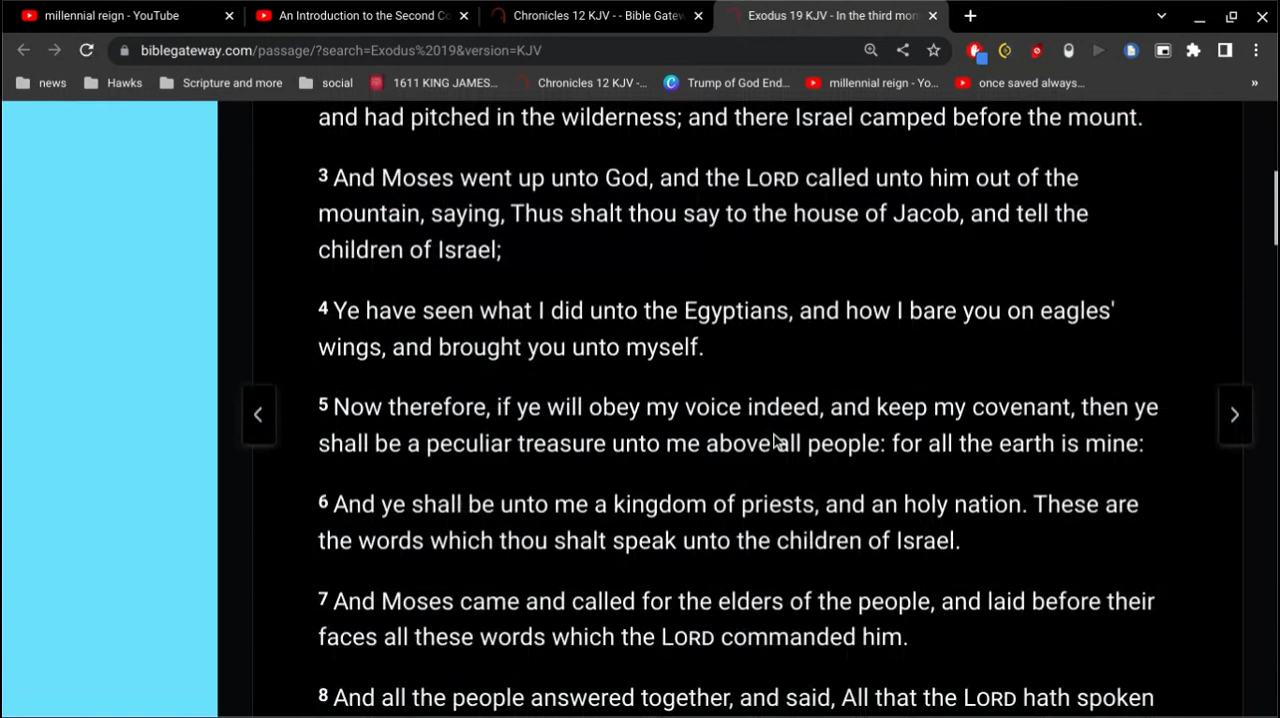 millennial reign - YouTube
An Introduction to the Second Co
Chronicles 12 KJV - - Bible Gatew
Exodus 19 KJV - In the third mon
biblegateway.com/passage/?search=Exodus%2019&version=KJV
news
Hawks
Scripture and more
social
1611 KING JAMES...
Chronicles 12 KJV -...
Trump of God End...
millennial reign - Yo...
once saved always...
and had pitched in the wilderness; and there Israel camped before the mount.
3 And Moses went up unto God, and the LORD called unto him out of the
mountain, saying, Thus shalt thou say to the house of Jacob, and tell the
children of Israel;
4 Ye have seen what I did unto the Egyptians, and how I bare you on eagles'
wings, and brought you unto myself.
5 Now therefore, if ye will obey my voice indeed, and keep my covenant, then ye
shall be a peculiar treasure unto me above all people: for all the earth is mine:
6 And ye shall be unto me a kingdom of priests, and an holy nation. These are
the words which thou shalt speak unto the children of Israel.
7 And Moses came and called for the elders of the people, and laid before their
faces all these words which the LORD commanded him.
8 And all the people answered together, and said, All that the LORD hath spoken